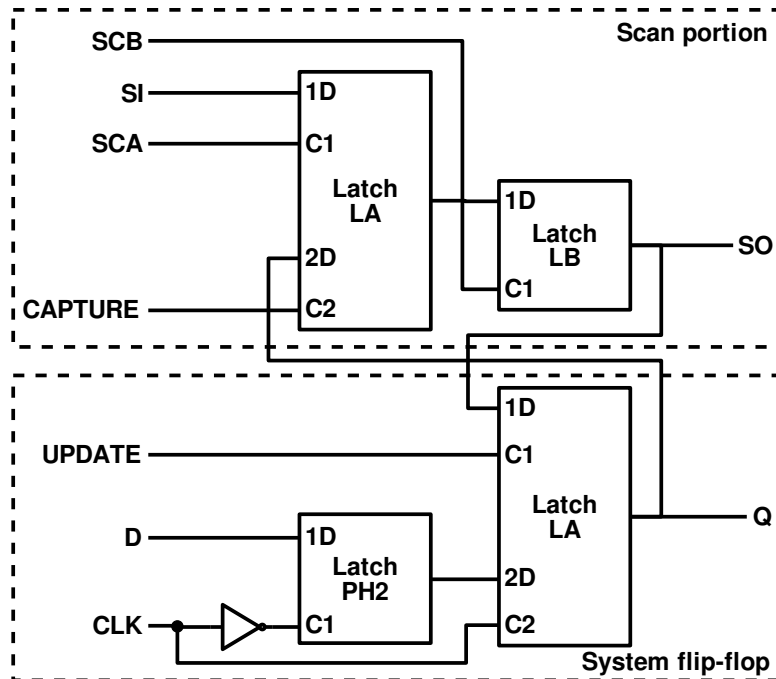 Scan portion
SCB
SI
1D
SCA
C1
Latch
LA
1D
Latch
LB
SO
2D
C1
CAPTURE
C2
1D
UPDATE
C1
Latch
LA
Q
D
1D
Latch
PH2
2D
CLK
C1
C2
System flip-flop